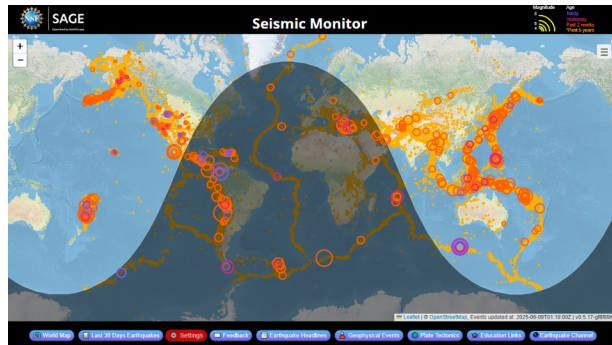 NSF
SAGE
Seismic Monitor
Magnitude
Age
Today
Yesterday
Past 2 weeks
*Past 5 years
+
−
Leaflet | © OpenStreetMap, Events updated at 2025-06-09T01:18:00Z
World Map
Last 30 Days Earthquakes
Settings
Feedback
Earthquake Headlines
Geophysical Events
Plate Tectonics
Education Links
Earthquake Channel